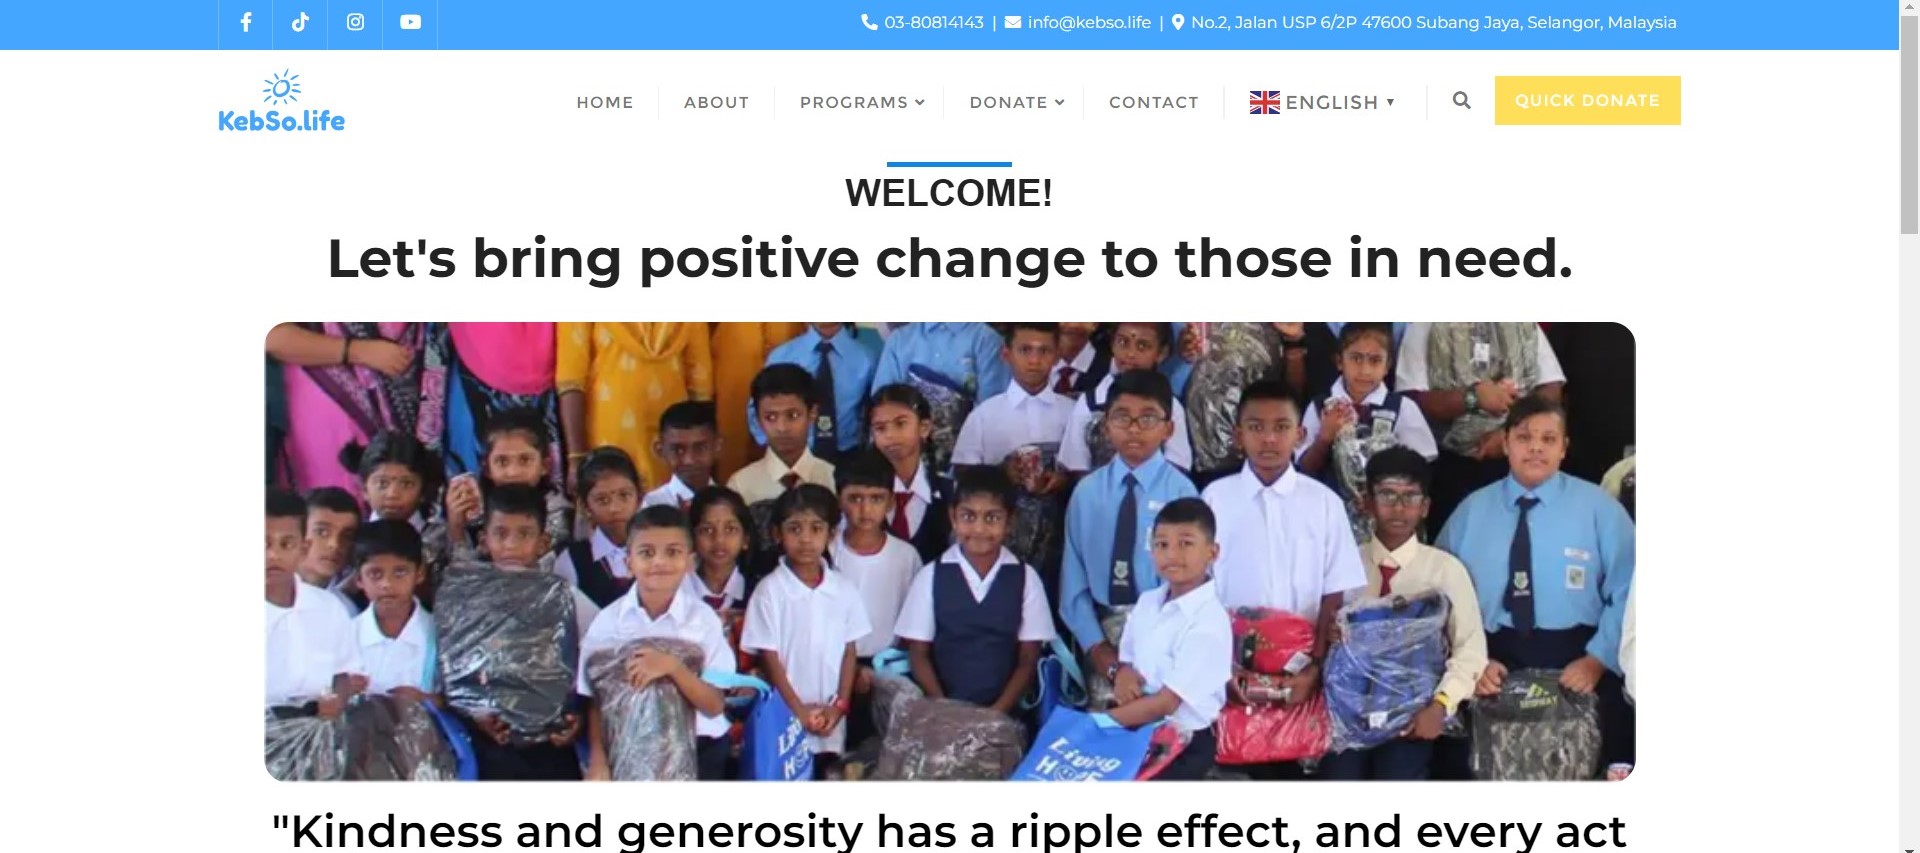 03-80814143 | info@kebso.life | No.2, Jalan USP 6/2P 47600 Subang Jaya, Selangor, Malaysia
KebSo.life
HOME
ABOUT
PROGRAMS
DONATE
CONTACT
ENGLISH ▼
QUICK DONATE
WELCOME!
Let's bring positive change to those in need.
Living
"Kindness and generosity has a ripple effect, and every act